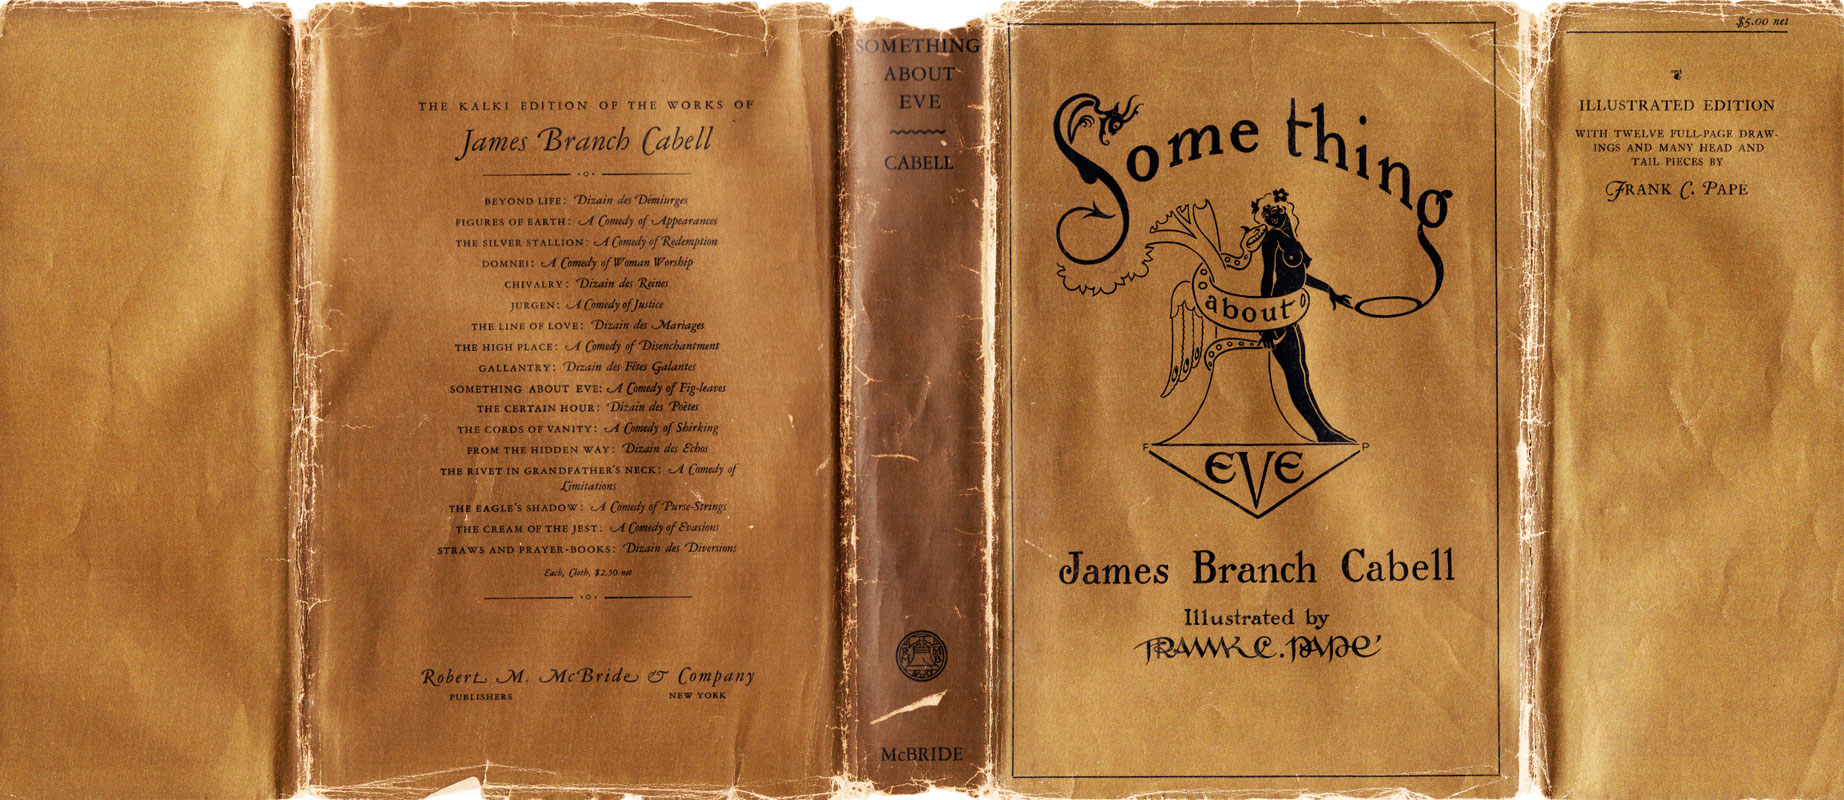 THE KALKI EDITION OF THE WORKS OF
James Branch Cabell
BEYOND LIFE: Dizain des Démiurges
FIGURES OF EARTH: A Comedy of Appearances
THE SILVER STALLION: A Comedy of Redemption
DOMNEI: A Comedy of Woman Worship
CHIVALRY: Dizain des Reines
JURGEN: A Comedy of Justice
THE LINE OF LOVE: Dizain des Mariages
THE HIGH PLACE: A Comedy of Disenchantment
GALLANTRY: Dizain des Fêtes Galantes
SOMETHING ABOUT EVE: A Comedy of Fig-leaves
THE CERTAIN HOUR: Dizain des Poètes
THE CORDS OF VANITY: A Comedy of Shirking
FROM THE HIDDEN WAY: Dizain des Echos
THE RIVET IN GRANDFATHER'S NECK: A Comedy of
Limitations
THE EAGLE'S SHADOW: A Comedy of Purse-Strings
THE CREAM OF THE JEST: A Comedy of Evasions
STRAWS AND PRAYER-BOOKS: Dizain des Diversions
Each, Cloth, $2.50 net
Robert M. McBride & Company
PUBLISHERS NEW YORK
SOMETHING
ABOUT
EVE
CABELL
McBRIDE
Some thing
about
F P
EVE
James Branch Cabell
Illustrated by
FRANK C. PAPÉ
$5.00 net
ILLUSTRATED EDITION
WITH TWELVE FULL-PAGE DRAW-
INGS AND MANY HEAD AND
TAIL PIECES BY
FRANK C. PAPE